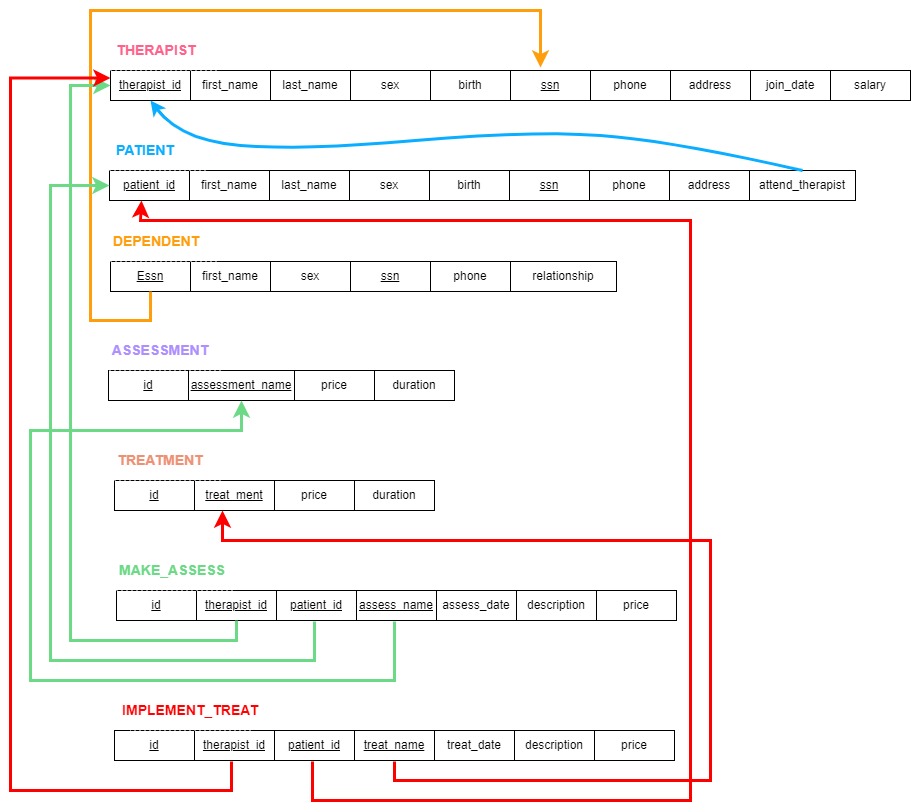 THERAPIST
therapist_id first_name last_name sex birth ssn phone address join_date salary
PATIENT
patient_id first_name last_name sex birth ssn phone address attend_therapist
DEPENDENT
Essn first_name sex ssn phone relationship
ASSESSMENT
id assessment_name price duration
TREATMENT
id treat_ment price duration
MAKE_ASSESS
id therapist_id patient_id assess_name assess_date description price
IMPLEMENT_TREAT
id therapist_id patient_id treat_name treat_date description price